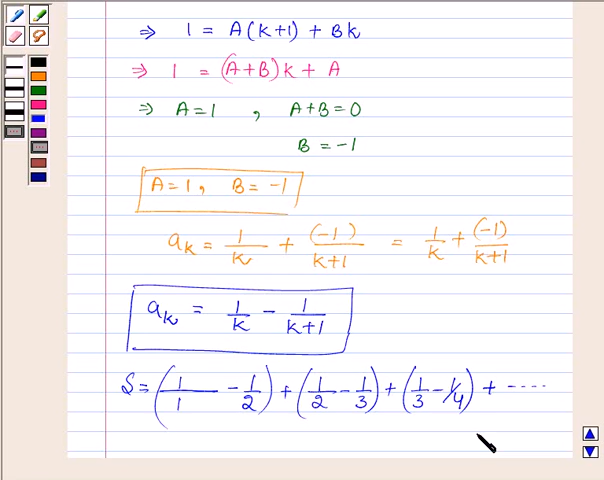 ⇒ 1 = A(k+1) + Bk
⇒ 1 = (A+B)k + A
⇒ A=1 , A+B=0
B = -1
A=1, B=-1
a_k = 1/k + (-1)/(k+1) = 1/k + (-1)/(k+1)
a_k = 1/k - 1/(k+1)
S = (1/1 - 1/2) + (1/2 - 1/3) + (1/3 - 1/4) + .....